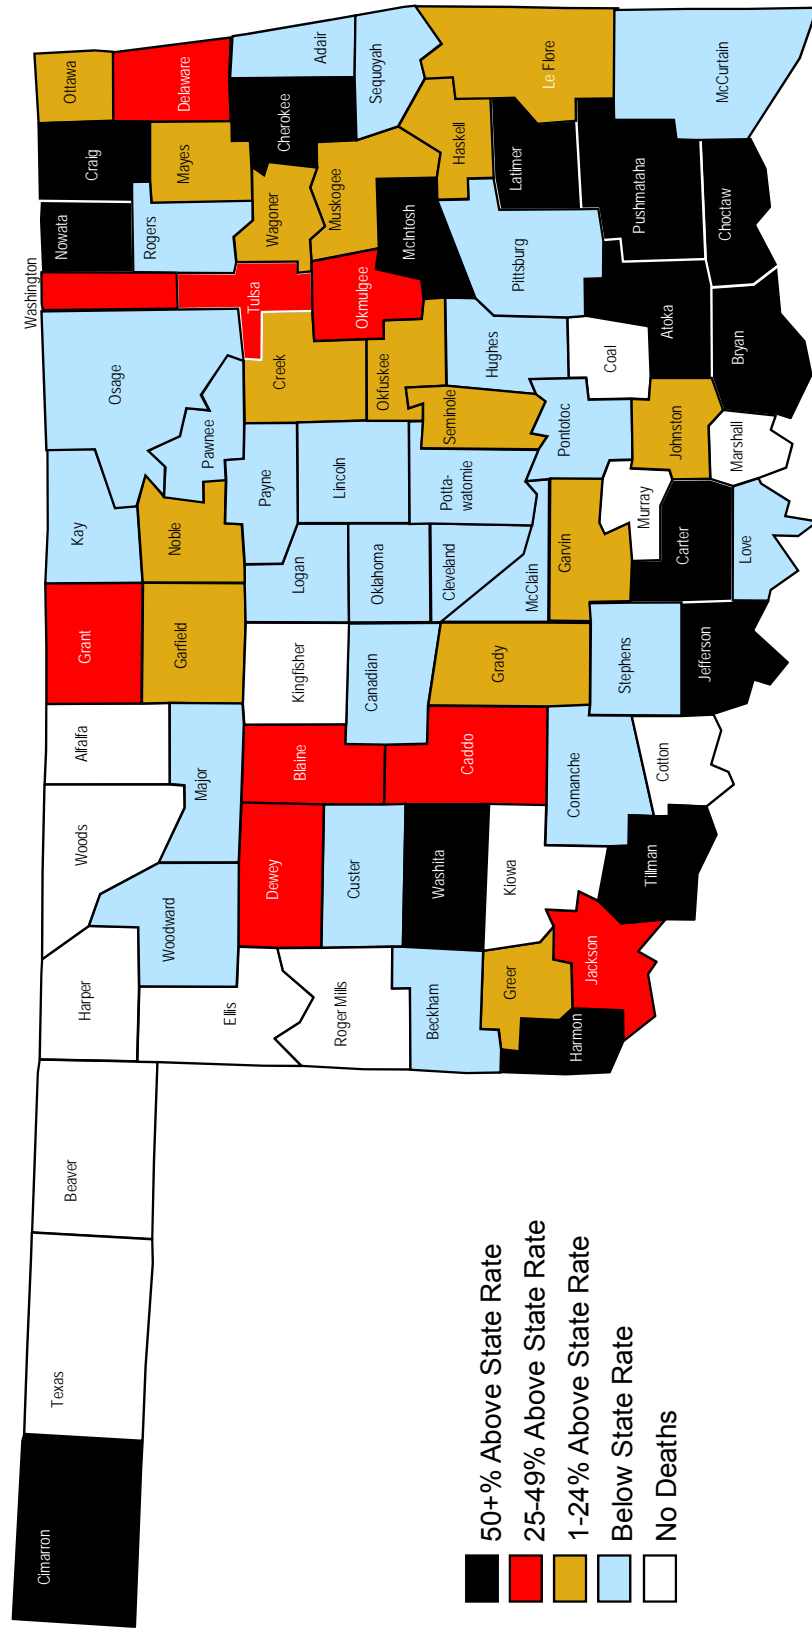 Cimarron
Texas
Beaver
Harper
Woods
Alfalfa
Grant
Kay
Osage
Washington
Nowata
Craig
Ottawa
Ellis
Woodward
Major
Garfield
Noble
Pawnee
Rogers
Mayes
Delaware
Roger Mills
Dewey
Blaine
Kingfisher
Logan
Payne
Creek
Tulsa
Wagoner
Cherokee
Adair
Beckham
Custer
Canadian
Oklahoma
Lincoln
Okfuskee
Okmulgee
Muskogee
Sequoyah
Washita
Caddo
Grady
Cleveland
Potta-
watomie
Seminole
Hughes
McIntosh
Haskell
Greer
Kiowa
McClain
Pittsburg
Latimer
Le Flore
Harmon
Jackson
Comanche
Stephens
Garvin
Pontotoc
Coal
Tillman
Cotton
Jefferson
Carter
Murray
Johnston
Atoka
Pushmataha
McCurtain
Love
Marshall
Bryan
Choctaw
50+% Above State Rate
25-49% Above State Rate
1-24% Above State Rate
Below State Rate
No Deaths